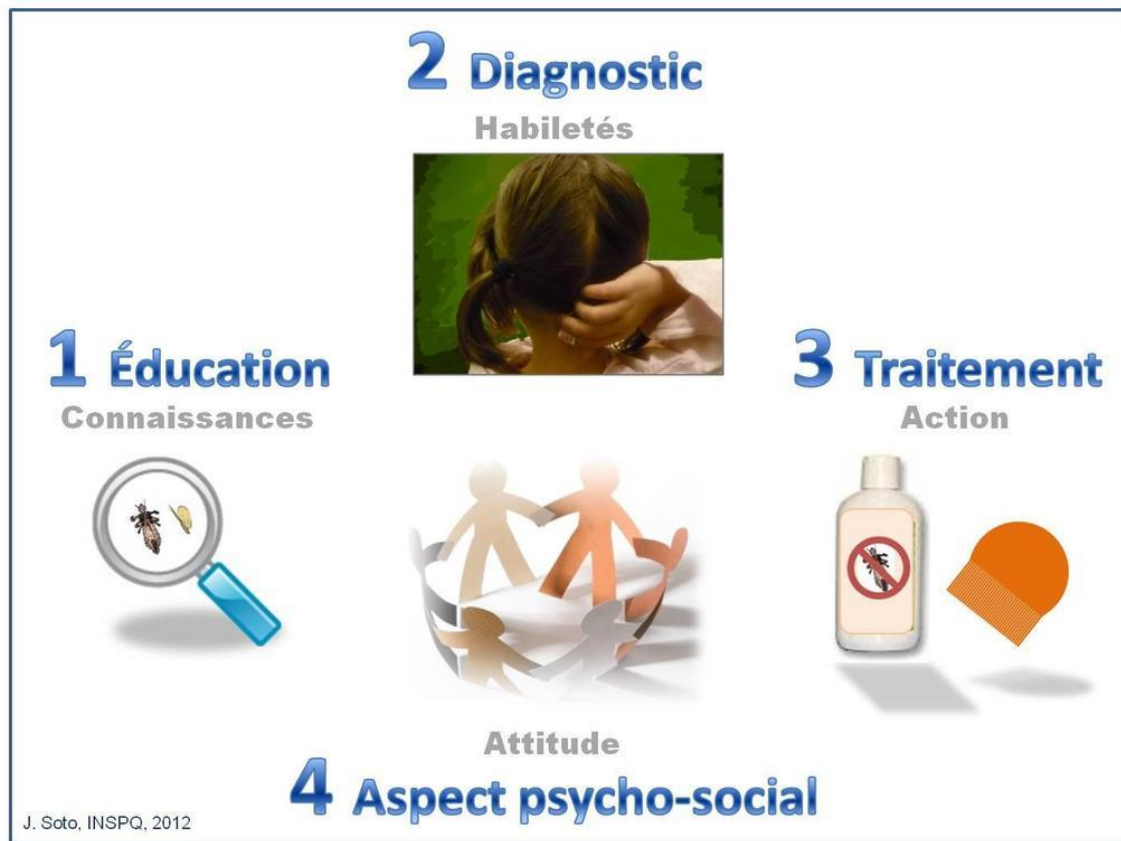 2 Diagnostic
Habiletés
1 Éducation
Connaissances
3 Traitement
Action
Attitude
4 Aspect psycho-social
J. Soto, INSPQ, 2012